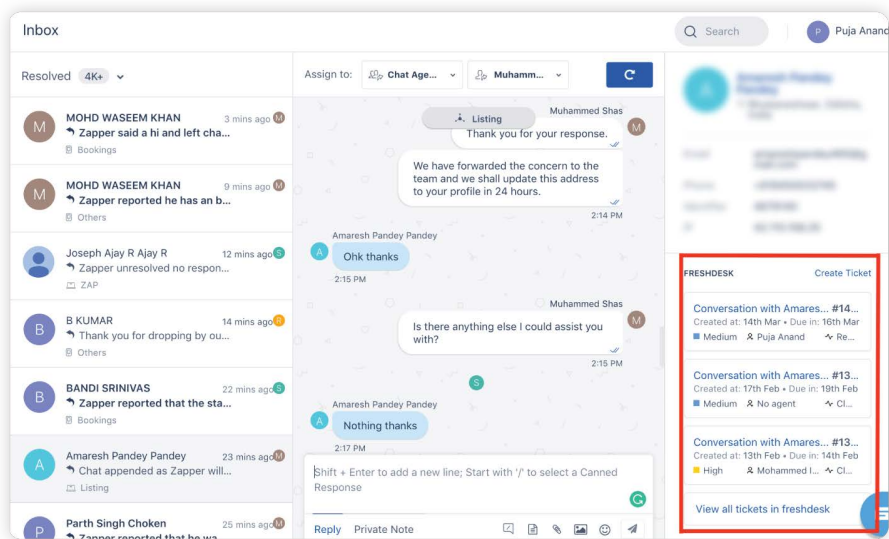 Inbox
Search
P
Puja Anand
Resolved 4K+
M
MOHD WASEEM KHAN 3 mins ago M
Zapper said a hi and left cha...
Bookings
M
MOHD WASEEM KHAN 9 mins ago M
Zapper reported he has an b...
Others
Joseph Ajay R Ajay R 12 mins ago S
Zapper unresolved no respon...
ZAP
B
B KUMAR 14 mins ago S
Thank you for dropping by ou...
Others
B
BANDI SRINIVAS 22 mins ago S
Zapper reported that the sta...
Bookings
A
Amaresh Pandey Pandey 23 mins ago M
Chat appended as Zapper will...
Listing
P
Parth Singh Choken 25 mins ago M
Zapper reported that he wa
Assign to: Chat Age... Muhamm...
Muhammed Shas
Listing
Thank you for your response.
M
We have forwarded the concern to the
team and we shall update this address
to your profile in 24 hours.
2:14 PM
Amaresh Pandey Pandey
A
Ohk thanks
2:15 PM
Muhammed Shas
Is there anything else I could assist you
with?
M
2:15 PM
S
Amaresh Pandey Pandey
A
Nothing thanks
2:17 PM
Shift + Enter to add a new line; Start with '/' to select a Canned
Response
Reply Private Note
FRESHDESK Create Ticket
Conversation with Amares... #14...
Created at: 14th Mar • Due in: 16th Mar
Medium Puja Anand Re...
Conversation with Amares... #13...
Created at: 17th Feb • Due in: 19th Feb
Medium No agent Cl...
Conversation with Amares... #13...
Created at: 13th Feb • Due in: 14th Feb
High Mohammed I... Cl...
View all tickets in freshdesk